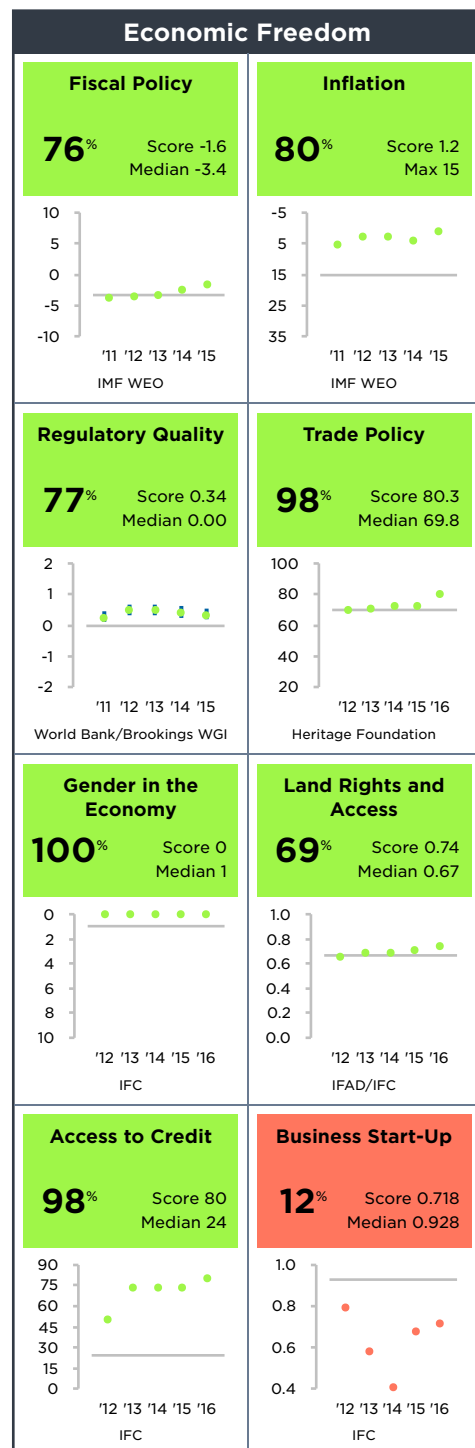 Economic Freedom
Fiscal Policy
76%
Score -1.6
Median -3.4
10
5
0
-5
-10
'11 '12 '13 '14 '15
IMF WEO
Inflation
80%
Score 1.2
Max 15
-5
5
15
25
35
'11 '12 '13 '14 '15
IMF WEO
Regulatory Quality
77%
Score 0.34
Median 0.00
2
1
0
-1
-2
'11 '12 '13 '14 '15
World Bank/Brookings WGI
Trade Policy
98%
Score 80.3
Median 69.8
100
80
60
40
20
'12 '13 '14 '15 '16
Heritage Foundation
Gender in the
Economy
100%
Score 0
Median 1
0
2
4
6
8
10
'12 '13 '14 '15 '16
IFC
Land Rights and
Access
69%
Score 0.74
Median 0.67
1.0
0.8
0.6
0.4
0.2
0.0
'12 '13 '14 '15 '16
IFAD/IFC
Access to Credit
98%
Score 80
Median 24
90
75
60
45
30
15
0
'12 '13 '14 '15 '16
IFC
Business Start-Up
12%
Score 0.718
Median 0.928
1.0
0.8
0.6
0.4
'12 '13 '14 '15 '16
IFC